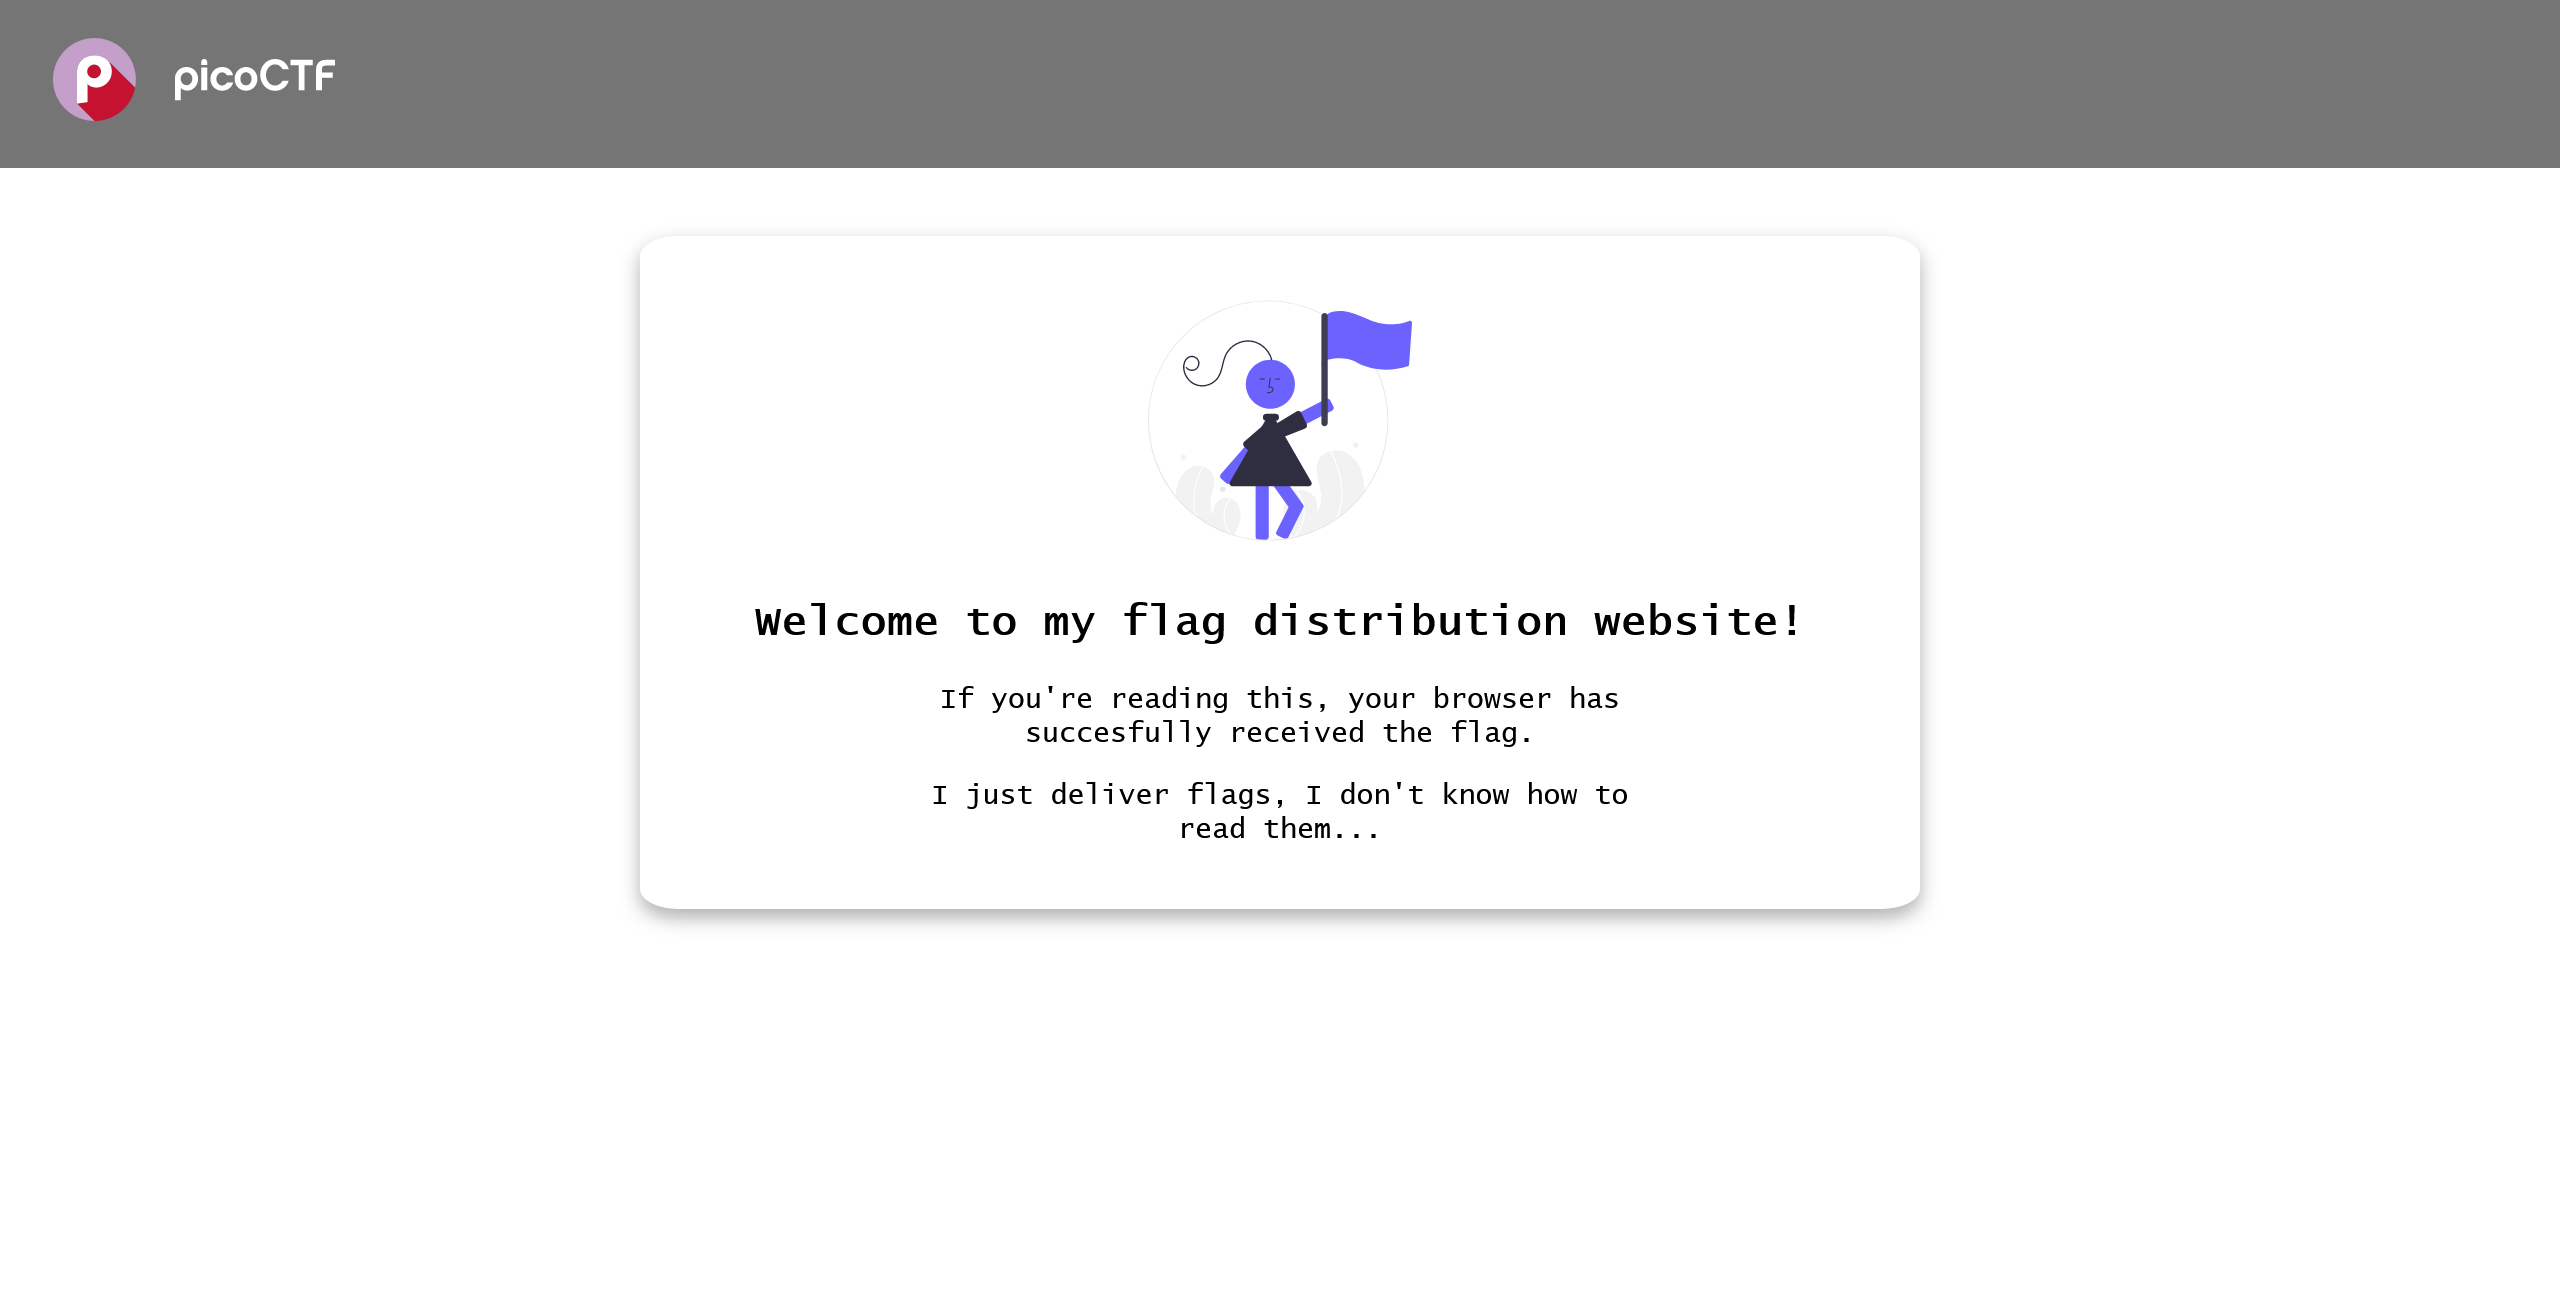 picoCTF
Welcome to my flag distribution website!
If you're reading this, your browser has
succesfully received the flag.
I just deliver flags, I don't know how to
read them...